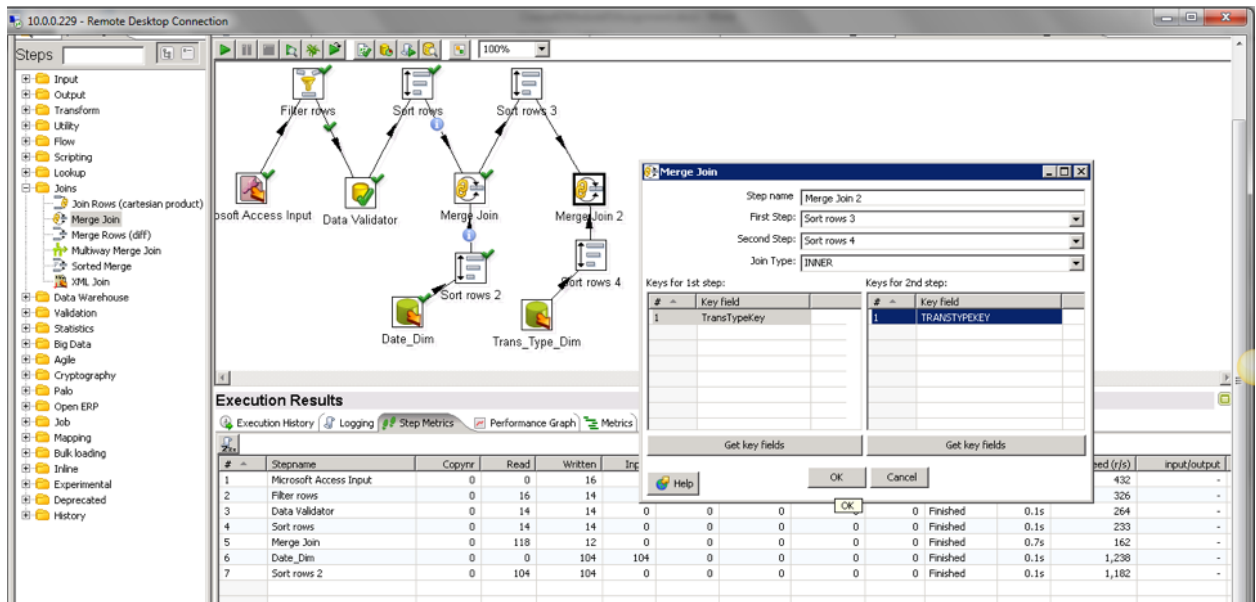 10.0.0.229 - Remote Desktop Connection
Steps
100%
Input
Output
Transform
Utility
Flow
Scripting
Lookup
Joins
Join Rows (cartesian product)
Merge Join
Merge Rows (diff)
Multiway Merge Join
Sorted Merge
XML Join
Data Warehouse
Validation
Statistics
Big Data
Agile
Cryptography
Palo
Open ERP
Job
Mapping
Bulk loading
Inline
Experimental
Deprecated
History
Filter rows
Sort rows
Sort rows 3
osoft Access Input
Data Validator
Merge Join
Merge Join 2
Sort rows 2
Sort rows 4
Date_Dim
Trans_Type_Dim
Merge Join
Step name Merge Join 2
First Step: Sort rows 3
Second Step: Sort rows 4
Join Type: INNER
Keys for 1st step: Keys for 2nd step:
# Key field # Key field
1 TransTypeKey 1 TRANSTYPEKEY
Get key fields Get key fields
Help OK Cancel
OK
Execution Results
Execution History Logging Step Metrics Performance Graph Metrics
# Stepname Copynr Read Written Inp eed (r/s) input/output
1 Microsoft Access Input 0 0 16 432 -
2 Filter rows 0 16 14 326 -
3 Data Validator 0 14 14 0 0 0 0 0 Finished 0.1s 264 -
4 Sort rows 0 14 14 0 0 0 0 0 Finished 0.1s 233 -
5 Merge Join 0 118 12 0 0 0 0 0 Finished 0.7s 162 -
6 Date_Dim 0 0 104 104 0 0 0 0 Finished 0.1s 1,238 -
7 Sort rows 2 0 104 104 0 0 0 0 0 Finished 0.1s 1,182 -